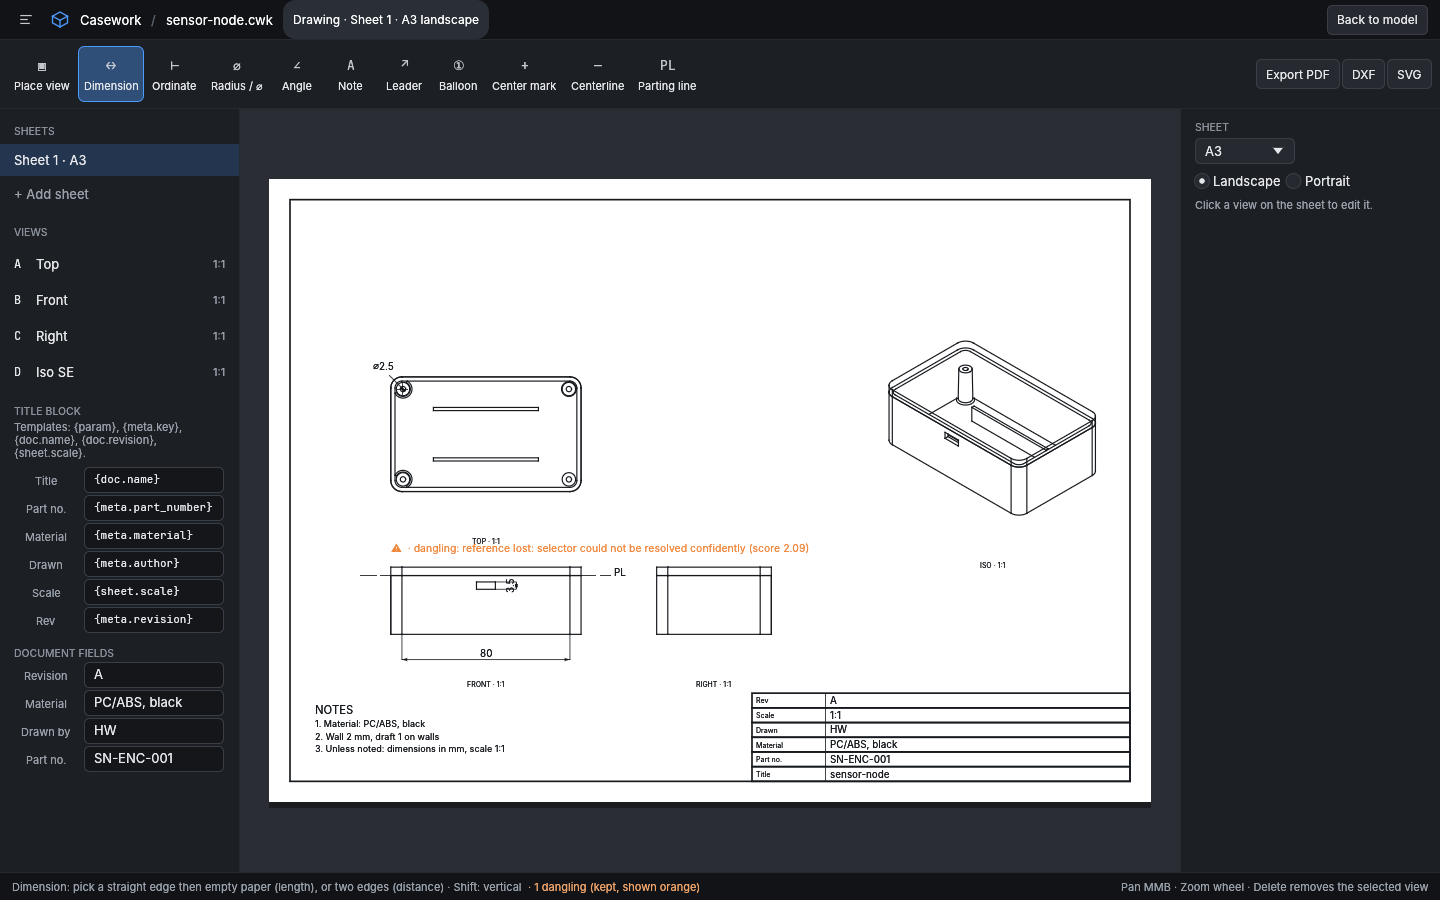 Casework / sensor-node.cwk
Drawing · Sheet 1 · A3 landscape
Back to model
Place view
Dimension
Ordinate
Radius / ⌀
Angle
Note
Leader
Balloon
Center mark
Centerline
PL
Parting line
Export PDF
DXF
SVG
SHEETS
Sheet 1 · A3
+ Add sheet
VIEWS
A Top 1:1
B Front 1:1
C Right 1:1
D Iso SE 1:1
TITLE BLOCK
Templates: {param}, {meta.key},
{doc.name}, {doc.revision},
{sheet.scale}.
Title {doc.name}
Part no. {meta.part_number}
Material {meta.material}
Drawn {meta.author}
Scale {sheet.scale}
Rev {meta.revision}
DOCUMENT FIELDS
Revision A
Material PC/ABS, black
Drawn by HW
Part no. SN-ENC-001
⌀2.5
TOP · 1:1
· dangling: reference lost: selector could not be resolved confidently (score 2.09)
PL
3.5
80
FRONT · 1:1
RIGHT · 1:1
ISO · 1:1
NOTES
1. Material: PC/ABS, black
2. Wall 2 mm, draft 1 on walls
3. Unless noted: dimensions in mm, scale 1:1
Rev A
Scale 1:1
Drawn HW
Material PC/ABS, black
Part no. SN-ENC-001
Title sensor-node
SHEET
A3
Landscape Portrait
Click a view on the sheet to edit it.
Dimension: pick a straight edge then empty paper (length), or two edges (distance) · Shift: vertical · 1 dangling (kept, shown orange)
Pan MMB · Zoom wheel · Delete removes the selected view